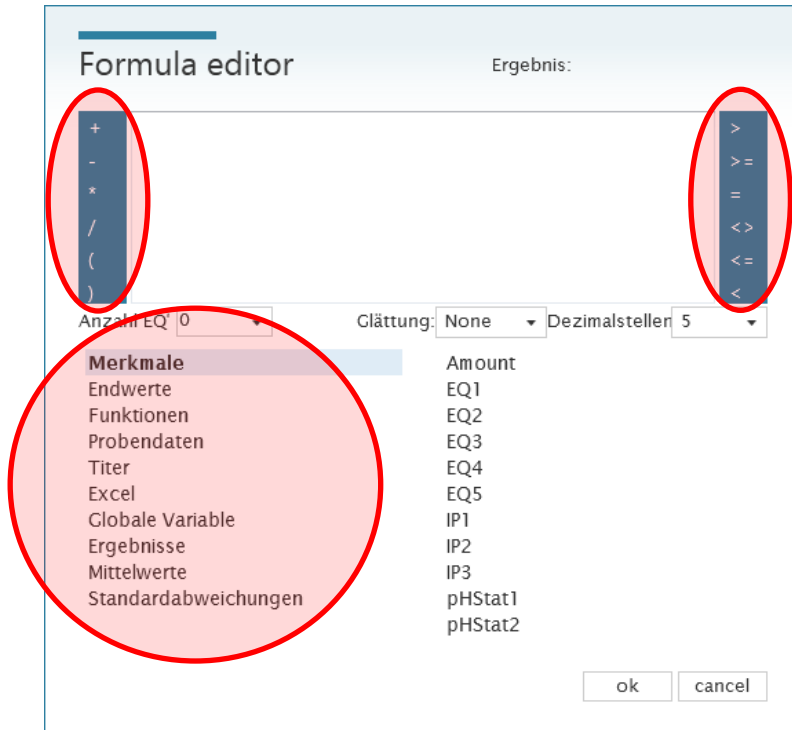 Formula editor Ergebnis:
+ >
- >=
* =
/ <>
( <=
) <
Anzahl EQ' 0 Glättung: None Dezimalstellen 5
Merkmale Amount
Endwerte EQ1
Funktionen EQ2
Probendaten EQ3
Titer EQ4
Excel EQ5
Globale Variable IP1
Ergebnisse IP2
Mittelwerte IP3
Standardabweichungen pHStat1
pHStat2
ok cancel